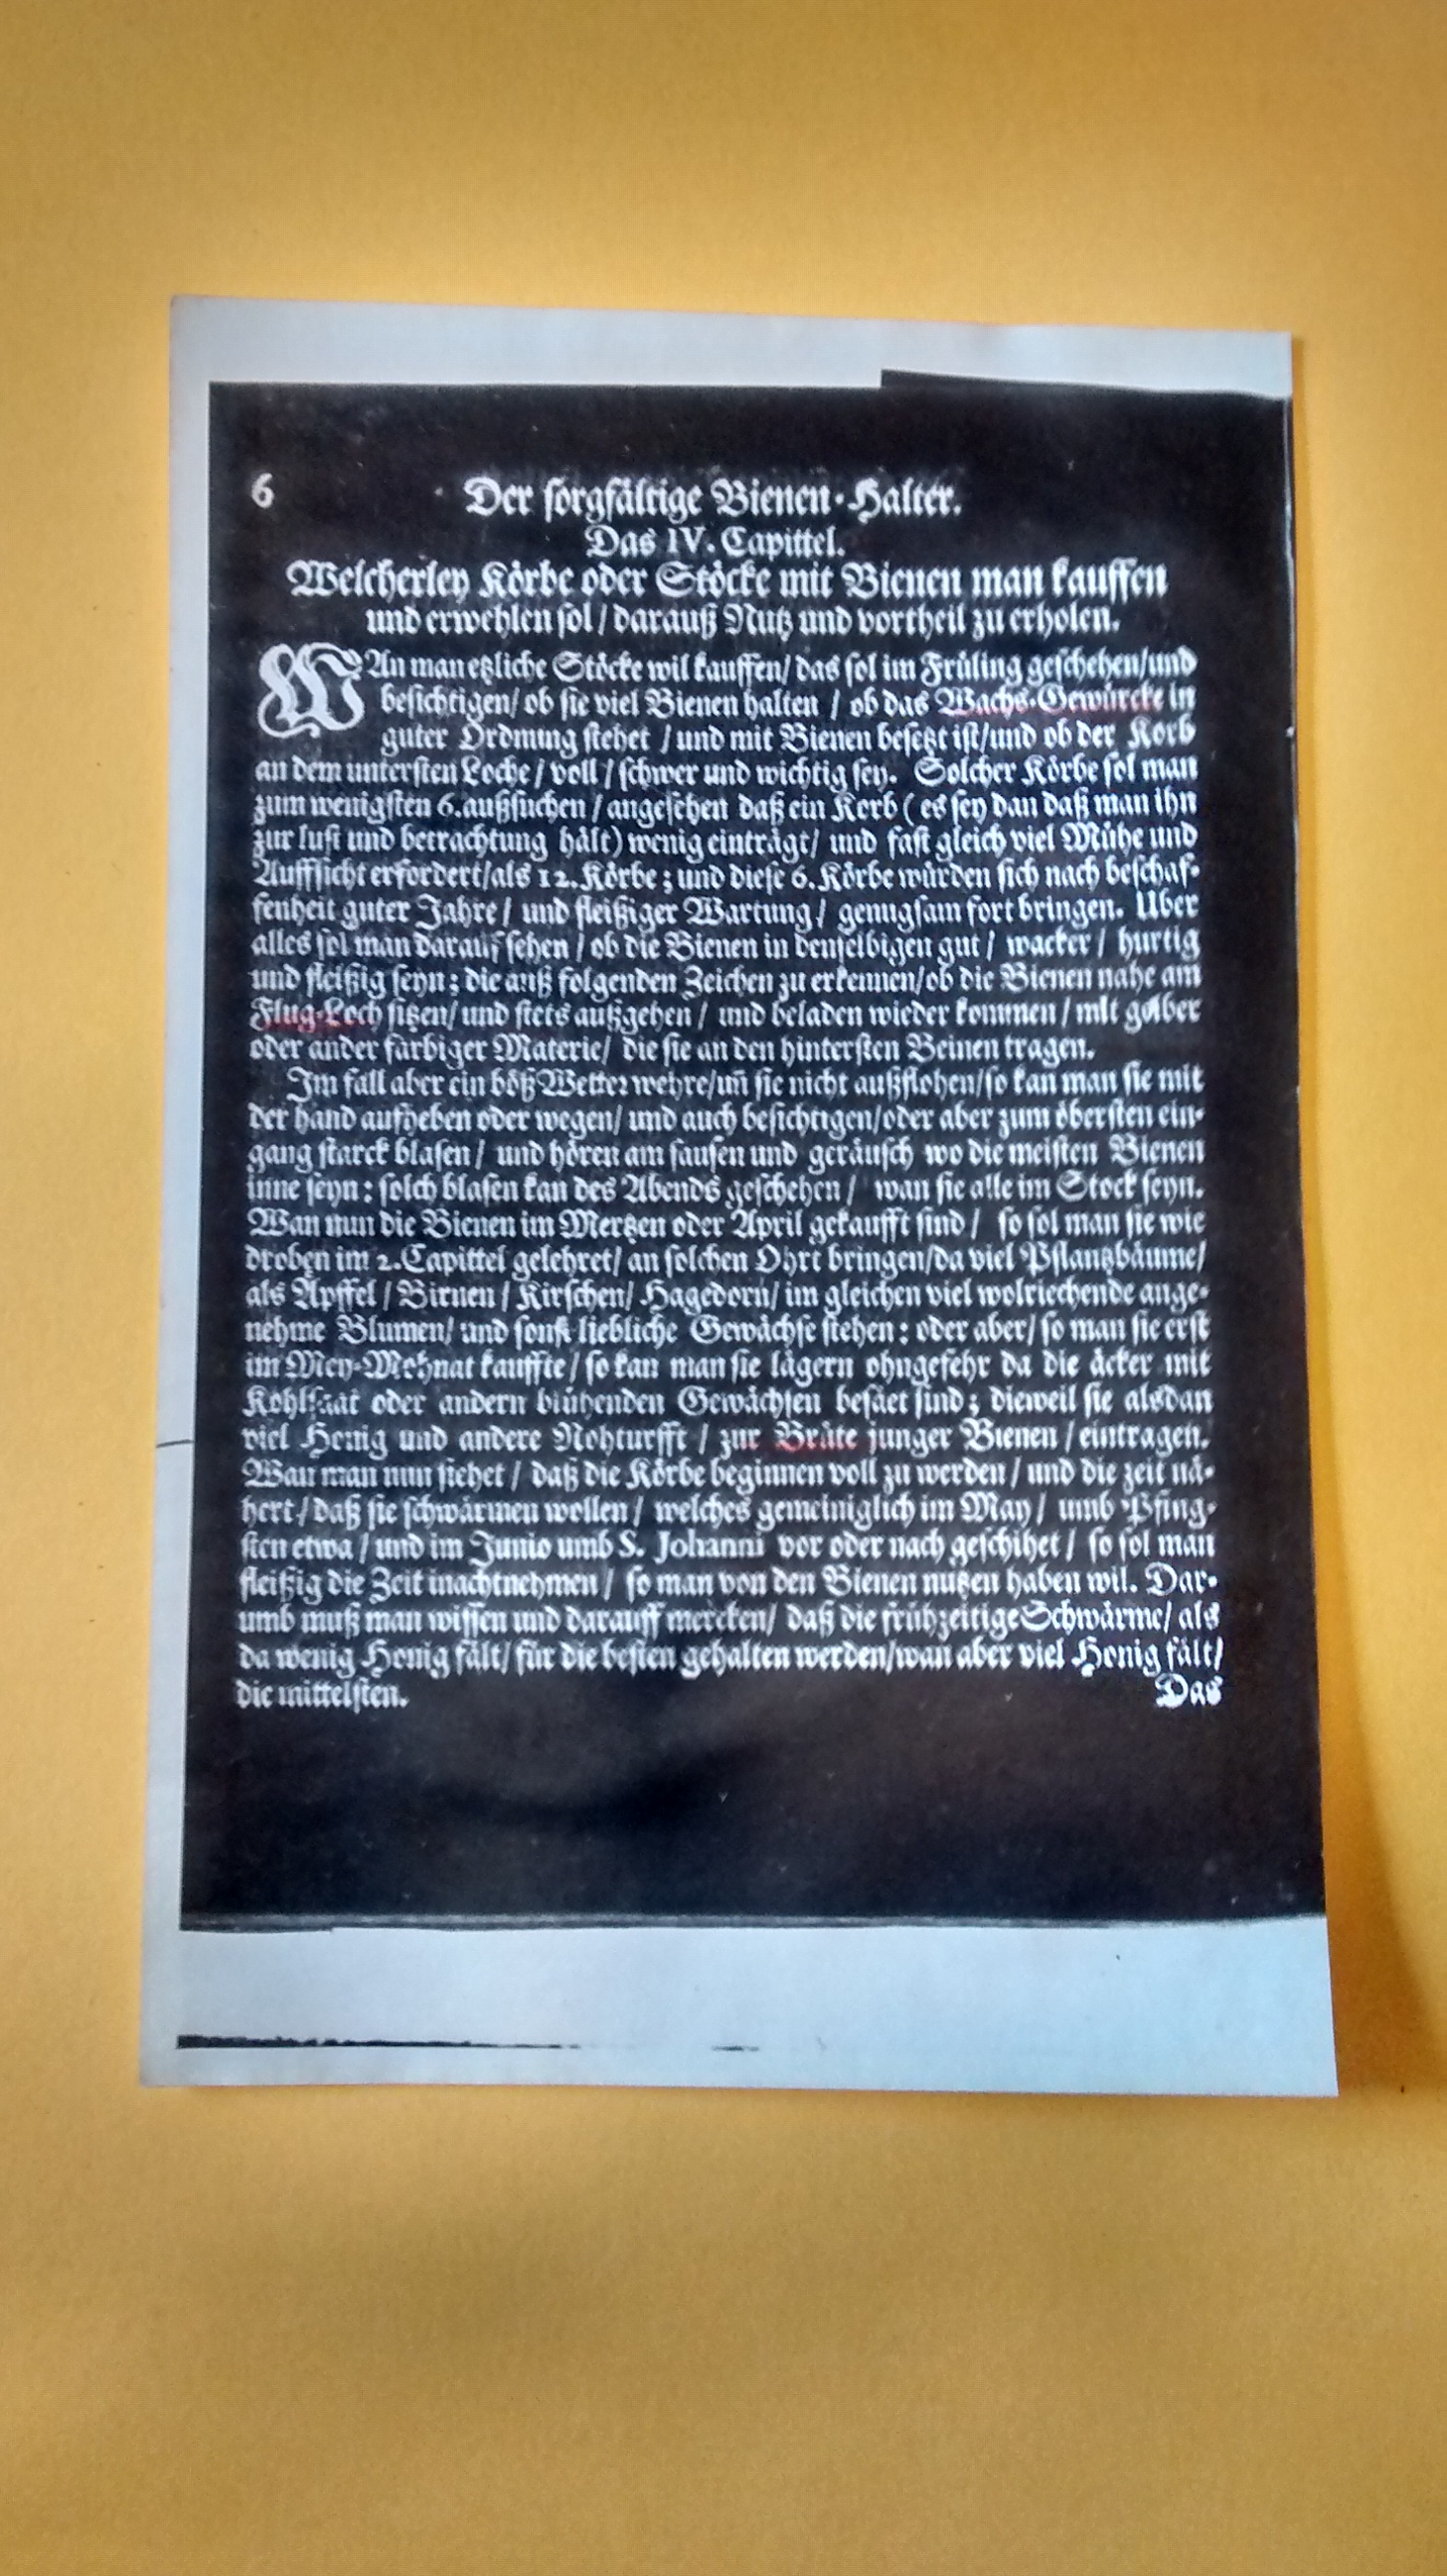 6 Der sorgfältige Bienen-Halter.
Das IV. Capittel.
Welcherley Körbe oder Stöcke mit Bienen man kauffen
und erwehlen sol / darauß Nutz und vortheil zu erholen.
WAn man etzliche Stöcke wil kauffen/ das sol im Früling geschehen/und
besichtigen/ ob sie viel Bienen halten / ob das Wachs-Gewürcke in
guter Ordnung stehet / und mit Bienen besetzt ist/und ob der Korb
an dem untersten Loche / voll / schwer und wichtig sey. Solcher Körbe sol man
zum wenigsten 6. außsuchen / angesehen daß ein Kerb ( es sey dan daß man ihn
zur lust und betrachtung hält) wenig einträgt/ und fast gleich viel Mühe und
Auffsicht erfordert/als 12. Körbe ; und diese 6. Körbe würden sich nach beschaf-
fenheit guter Jahre / und fleißiger Wartung / genugsam fort bringen. Uber
alles sol man darauf sehen / ob die Bienen in denselbigen gut / wacker / hurtig
und fleißig seyn : die auß folgenden Zeichen zu erkennen/ob die Bienen nahe am
Flug-Loch sitzen/ und stets außgehen / und beladen wieder kommen / mit gelber
oder ander färbiger Materie/ die sie an den hintersten Beinen tragen.
Im fall aber ein böß Wetter wehre/uñ sie nicht außflohen/so kan man sie mit
der hand aufheben oder wegen/ und auch besichtigen/oder aber zum öbersten ein-
gang starck blasen / und hören am sausen und geräusch wo die meisten Bienen
inne seyn : solch blasen kan des Abends geschehen / wan sie alle im Stock seyn.
Wan nun die Bienen im Mertzen oder April gekaufft sind / so sol man sie wie
droben im 2. Capittel gelehret/ an solchen Ohrt bringen/da viel Pflantzbäume/
als Äpffel / Birnen / Kirschen/ Hagedorn/ im gleichen viel wolriechende ange-
nehme Blumen/ und sonst liebliche Gewächse stehen : oder aber/ so man sie erst
im Mey-Mohnat kauffte / so kan man sie lägern ohngefehr da die äcker mit
Kohlsaat oder andern blühenden Gewächsen besäet sind ; dieweil sie alsdan
viel Honig und andere Nohturfft / zur Bräte junger Bienen / eintragen.
Wan man nun siehet / daß die Körbe beginnen voll zu werden / und die zeit nä-
hert / daß sie schwärmen wollen / welches gemeiniglich im May / umb Pfing-
sten etwa / und im Junio umb S. Johanni vor oder nach geschihet / so sol man
fleißig die Zeit inachtnehmen / so man von den Bienen nutzen haben wil. Dar-
umb muß man wissen und darauff mercken/ daß die frühzeitige Schwärme/ als
da wenig Honig fält/ für die besten gehalten werden/wan aber viel Honig fält/
die mittelsten. Das